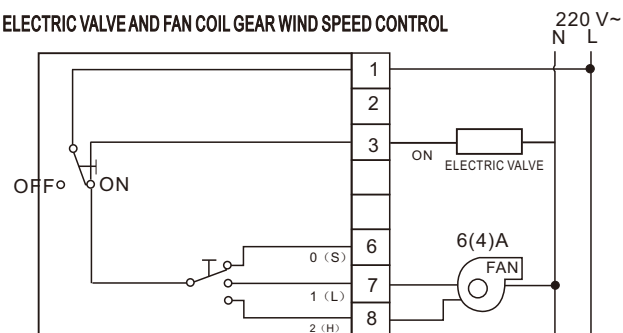 ELECTRIC VALVE AND FAN COIL GEAR WIND SPEED CONTROL
220 V~
N L
1
2
3
ON
ELECTRIC VALVE
OFF ON
6
0 (S)
6(4)A
FAN
7
1 (L)
8
2 (H)